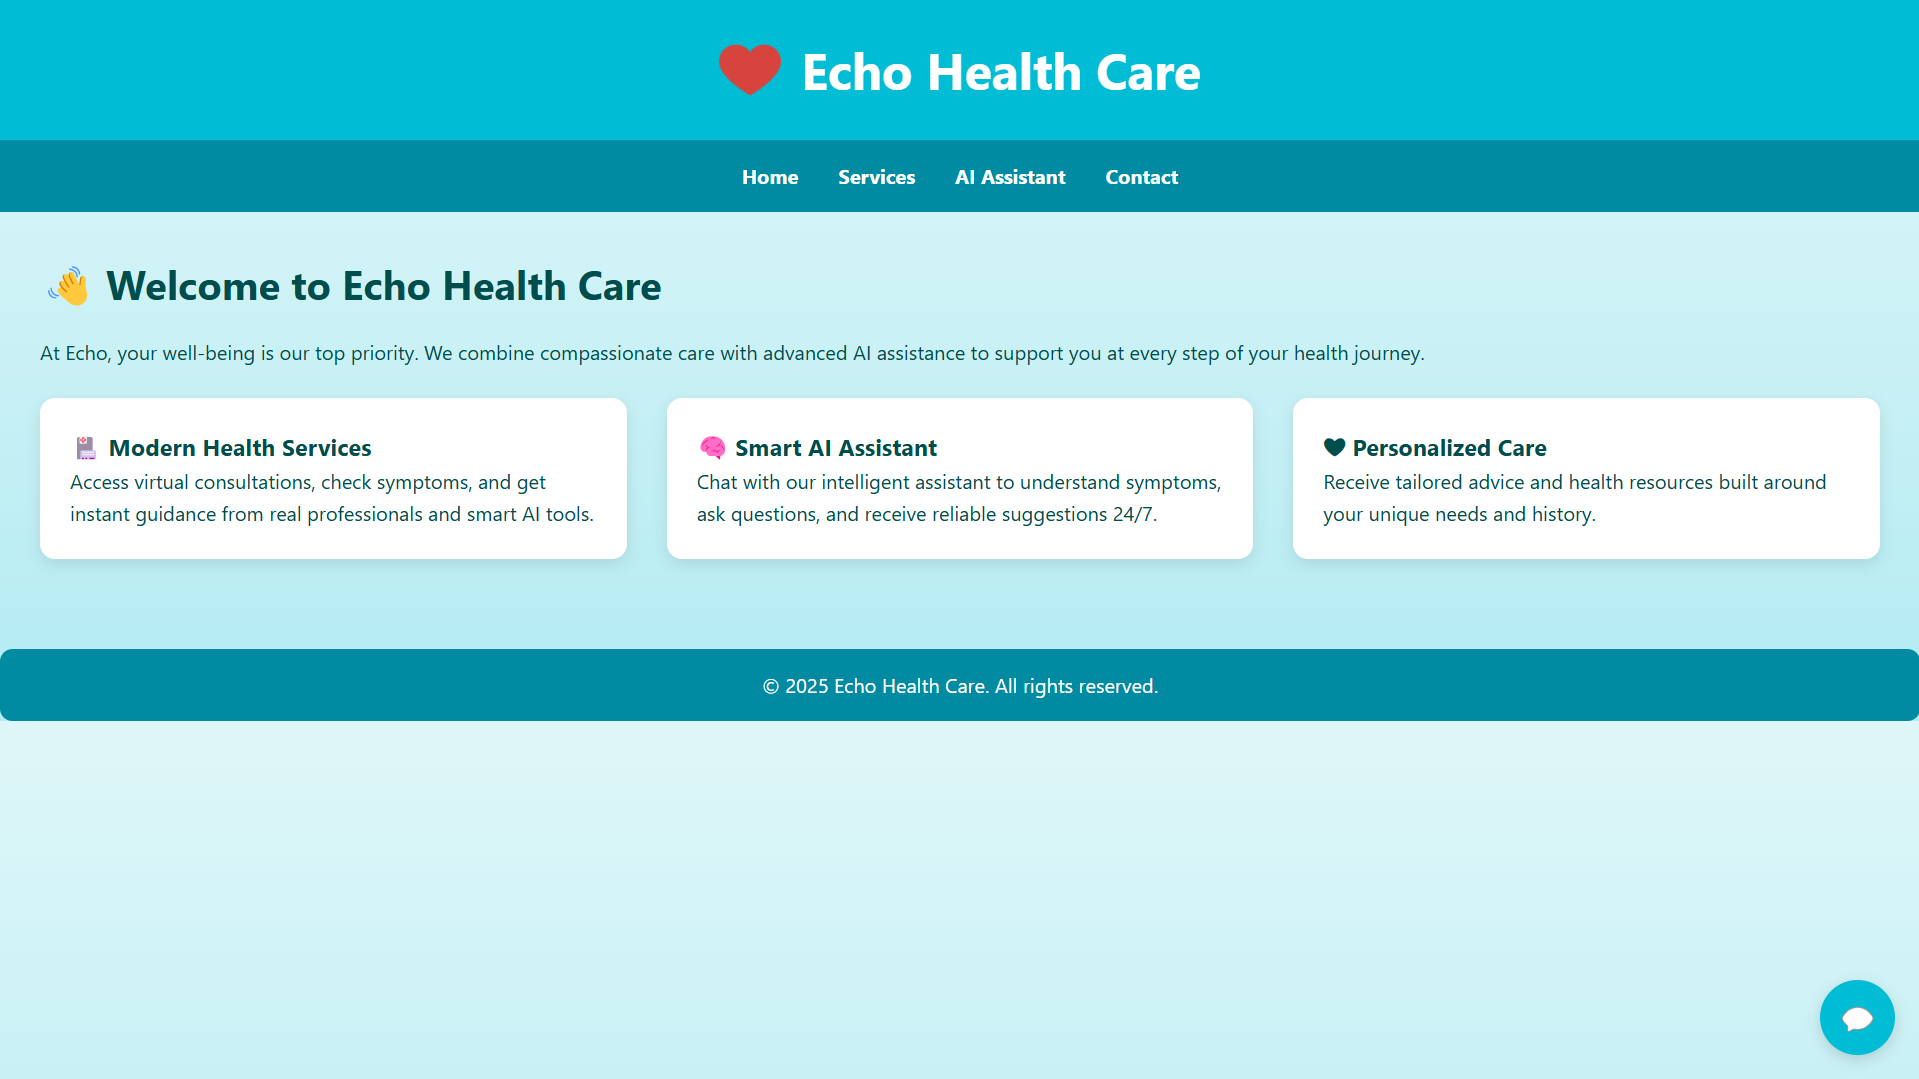 Echo Health Care
Home Services AI Assistant Contact
👋 Welcome to Echo Health Care
At Echo, your well-being is our top priority. We combine compassionate care with advanced AI assistance to support you at every step of your health journey.
Modern Health Services
Access virtual consultations, check symptoms, and get
instant guidance from real professionals and smart AI tools.
Smart AI Assistant
Chat with our intelligent assistant to understand symptoms,
ask questions, and receive reliable suggestions 24/7.
Personalized Care
Receive tailored advice and health resources built around
your unique needs and history.
© 2025 Echo Health Care. All rights reserved.